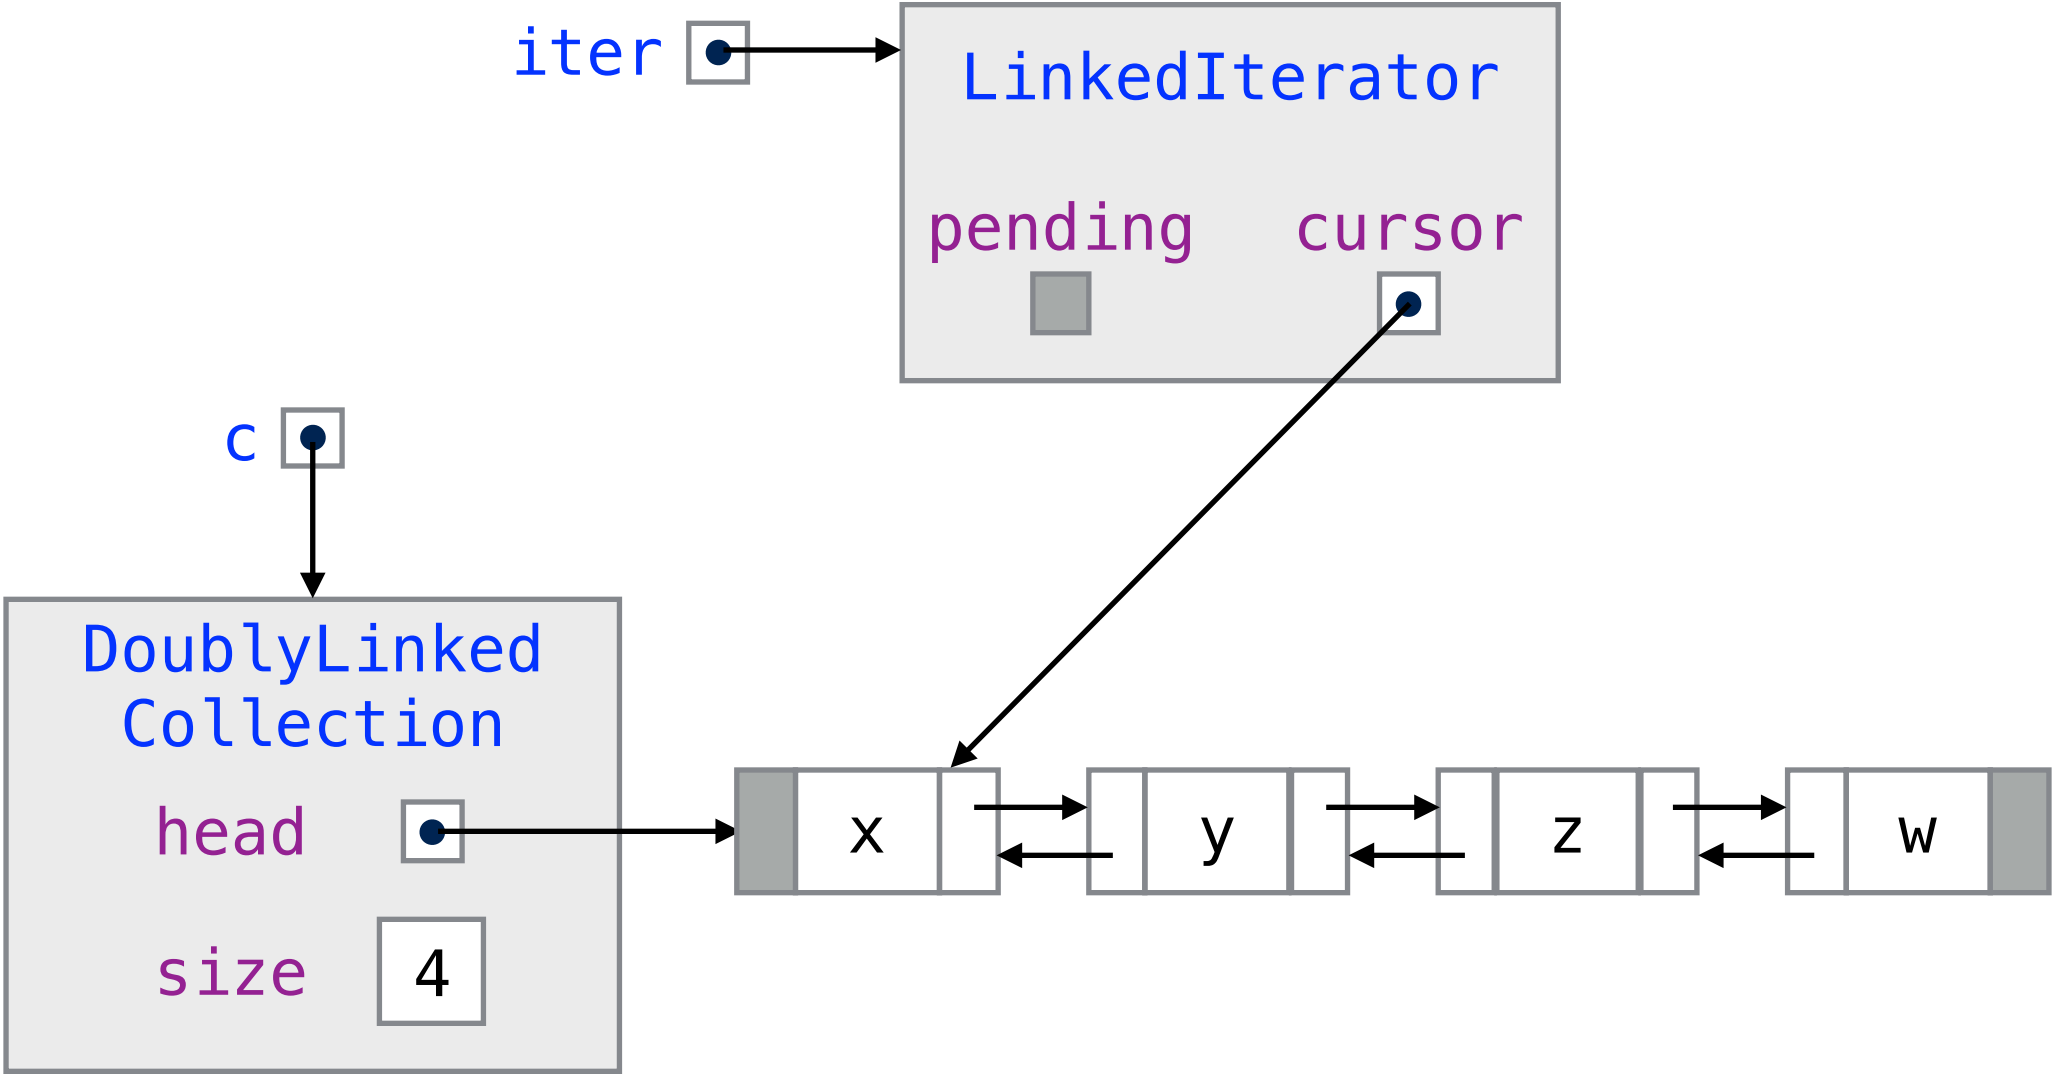 iter
LinkedIterator
pending cursor
c
DoublyLinked
Collection
head
x y z w
size 4